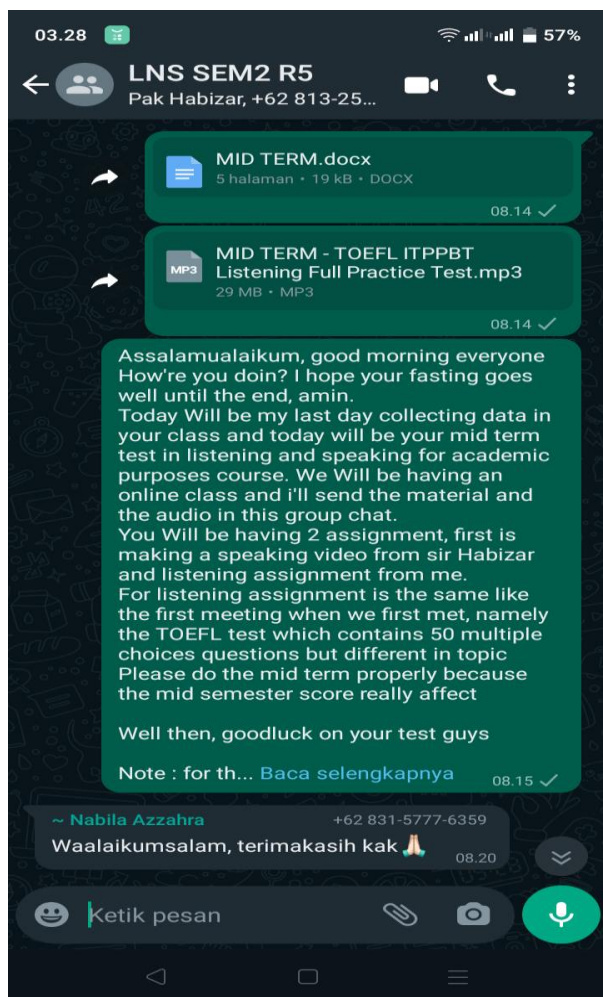 03.28
57%
LNS SEM2 R5
Pak Habizar, +62 813-25...
MID TERM.docx
5 halaman • 19 kB • DOCX
08.14
MP3
MID TERM - TOEFL ITPPBT
Listening Full Practice Test.mp3
29 MB • MP3
08.14
Assalamualaikum, good morning everyone
How're you doin? I hope your fasting goes
well until the end, amin.
Today Will be my last day collecting data in
your class and today will be your mid term
test in listening and speaking for academic
purposes course. We Will be having an
online class and i'll send the material and
the audio in this group chat.
You Will be having 2 assignment, first is
making a speaking video from sir Habizar
and listening assignment from me.
For listening assignment is the same like
the first meeting when we first met, namely
the TOEFL test which contains 50 multiple
choices questions but different in topic
Please do the mid term properly because
the mid semester score really affect
Well then, goodluck on your test guys
Note : for th... Baca selengkapnya
08.15
~ Nabila Azzahra +62 831-5777-6359
Waalaikumsalam, terimakasih kak 🙏🏻
08.20
Ketik pesan